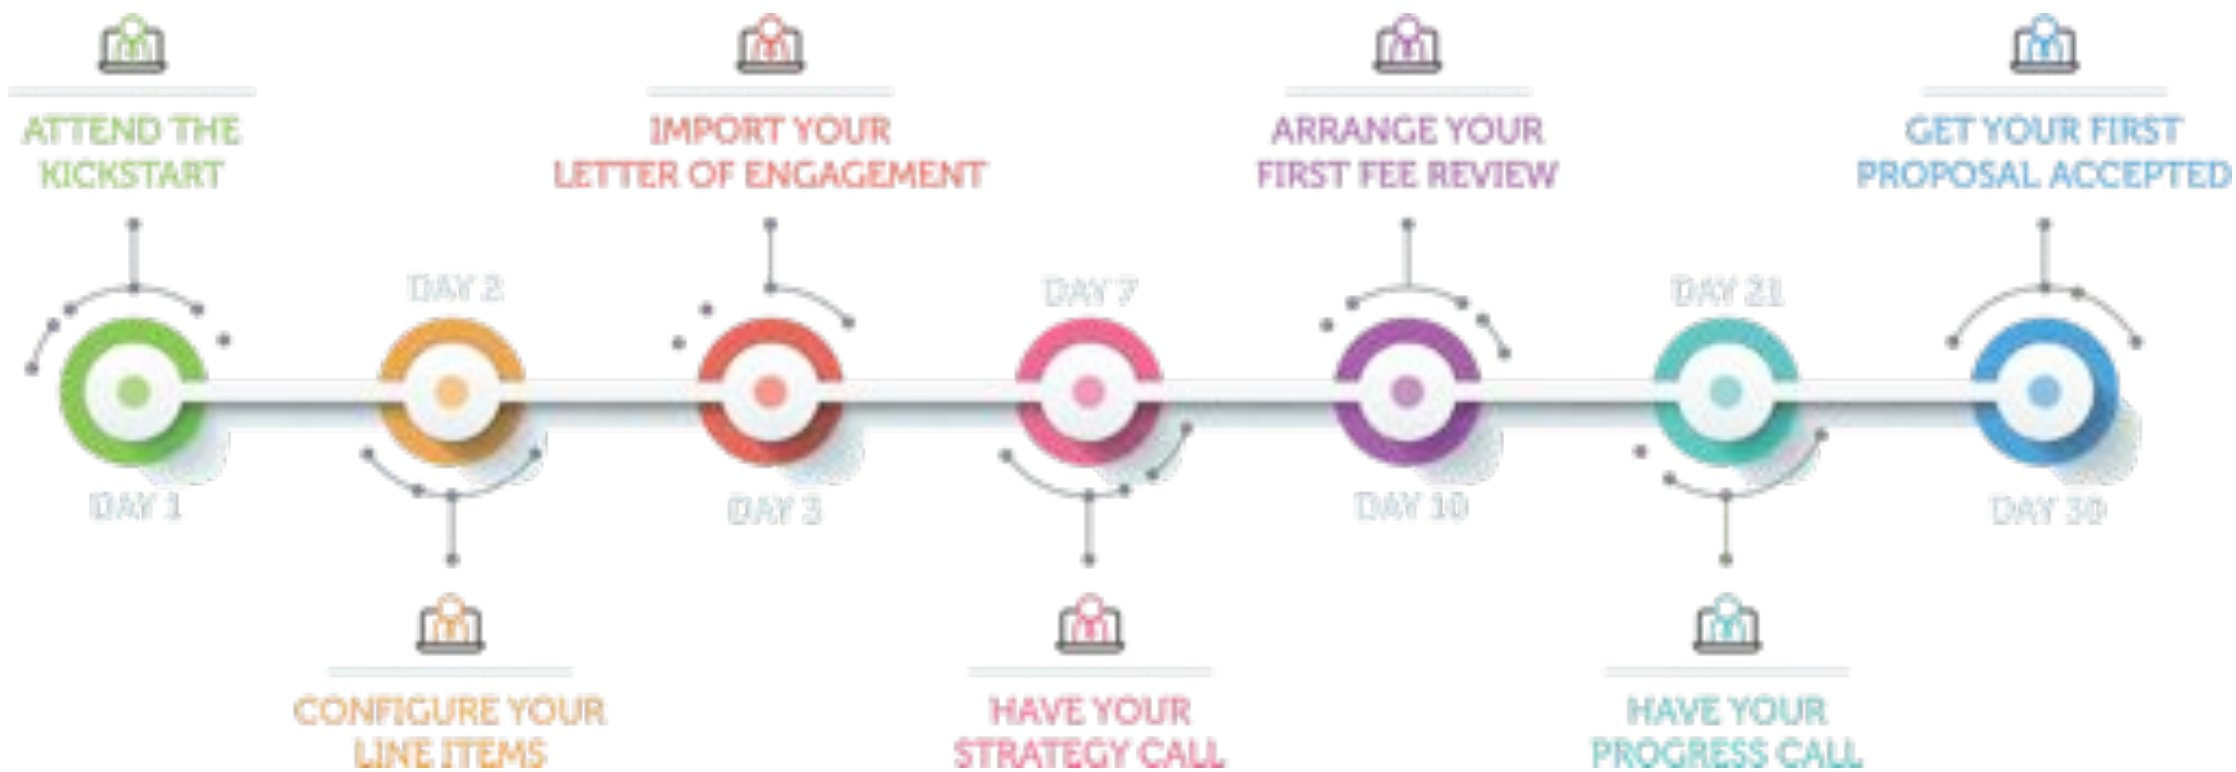 ATTEND THE
KICKSTART
DAY 1
DAY 2
CONFIGURE YOUR
LINE ITEMS
IMPORT YOUR
LETTER OF ENGAGEMENT
DAY 3
DAY 7
HAVE YOUR
STRATEGY CALL
ARRANGE YOUR
FIRST FEE REVIEW
DAY 10
DAY 21
HAVE YOUR
PROGRESS CALL
GET YOUR FIRST
PROPOSAL ACCEPTED
DAY 30